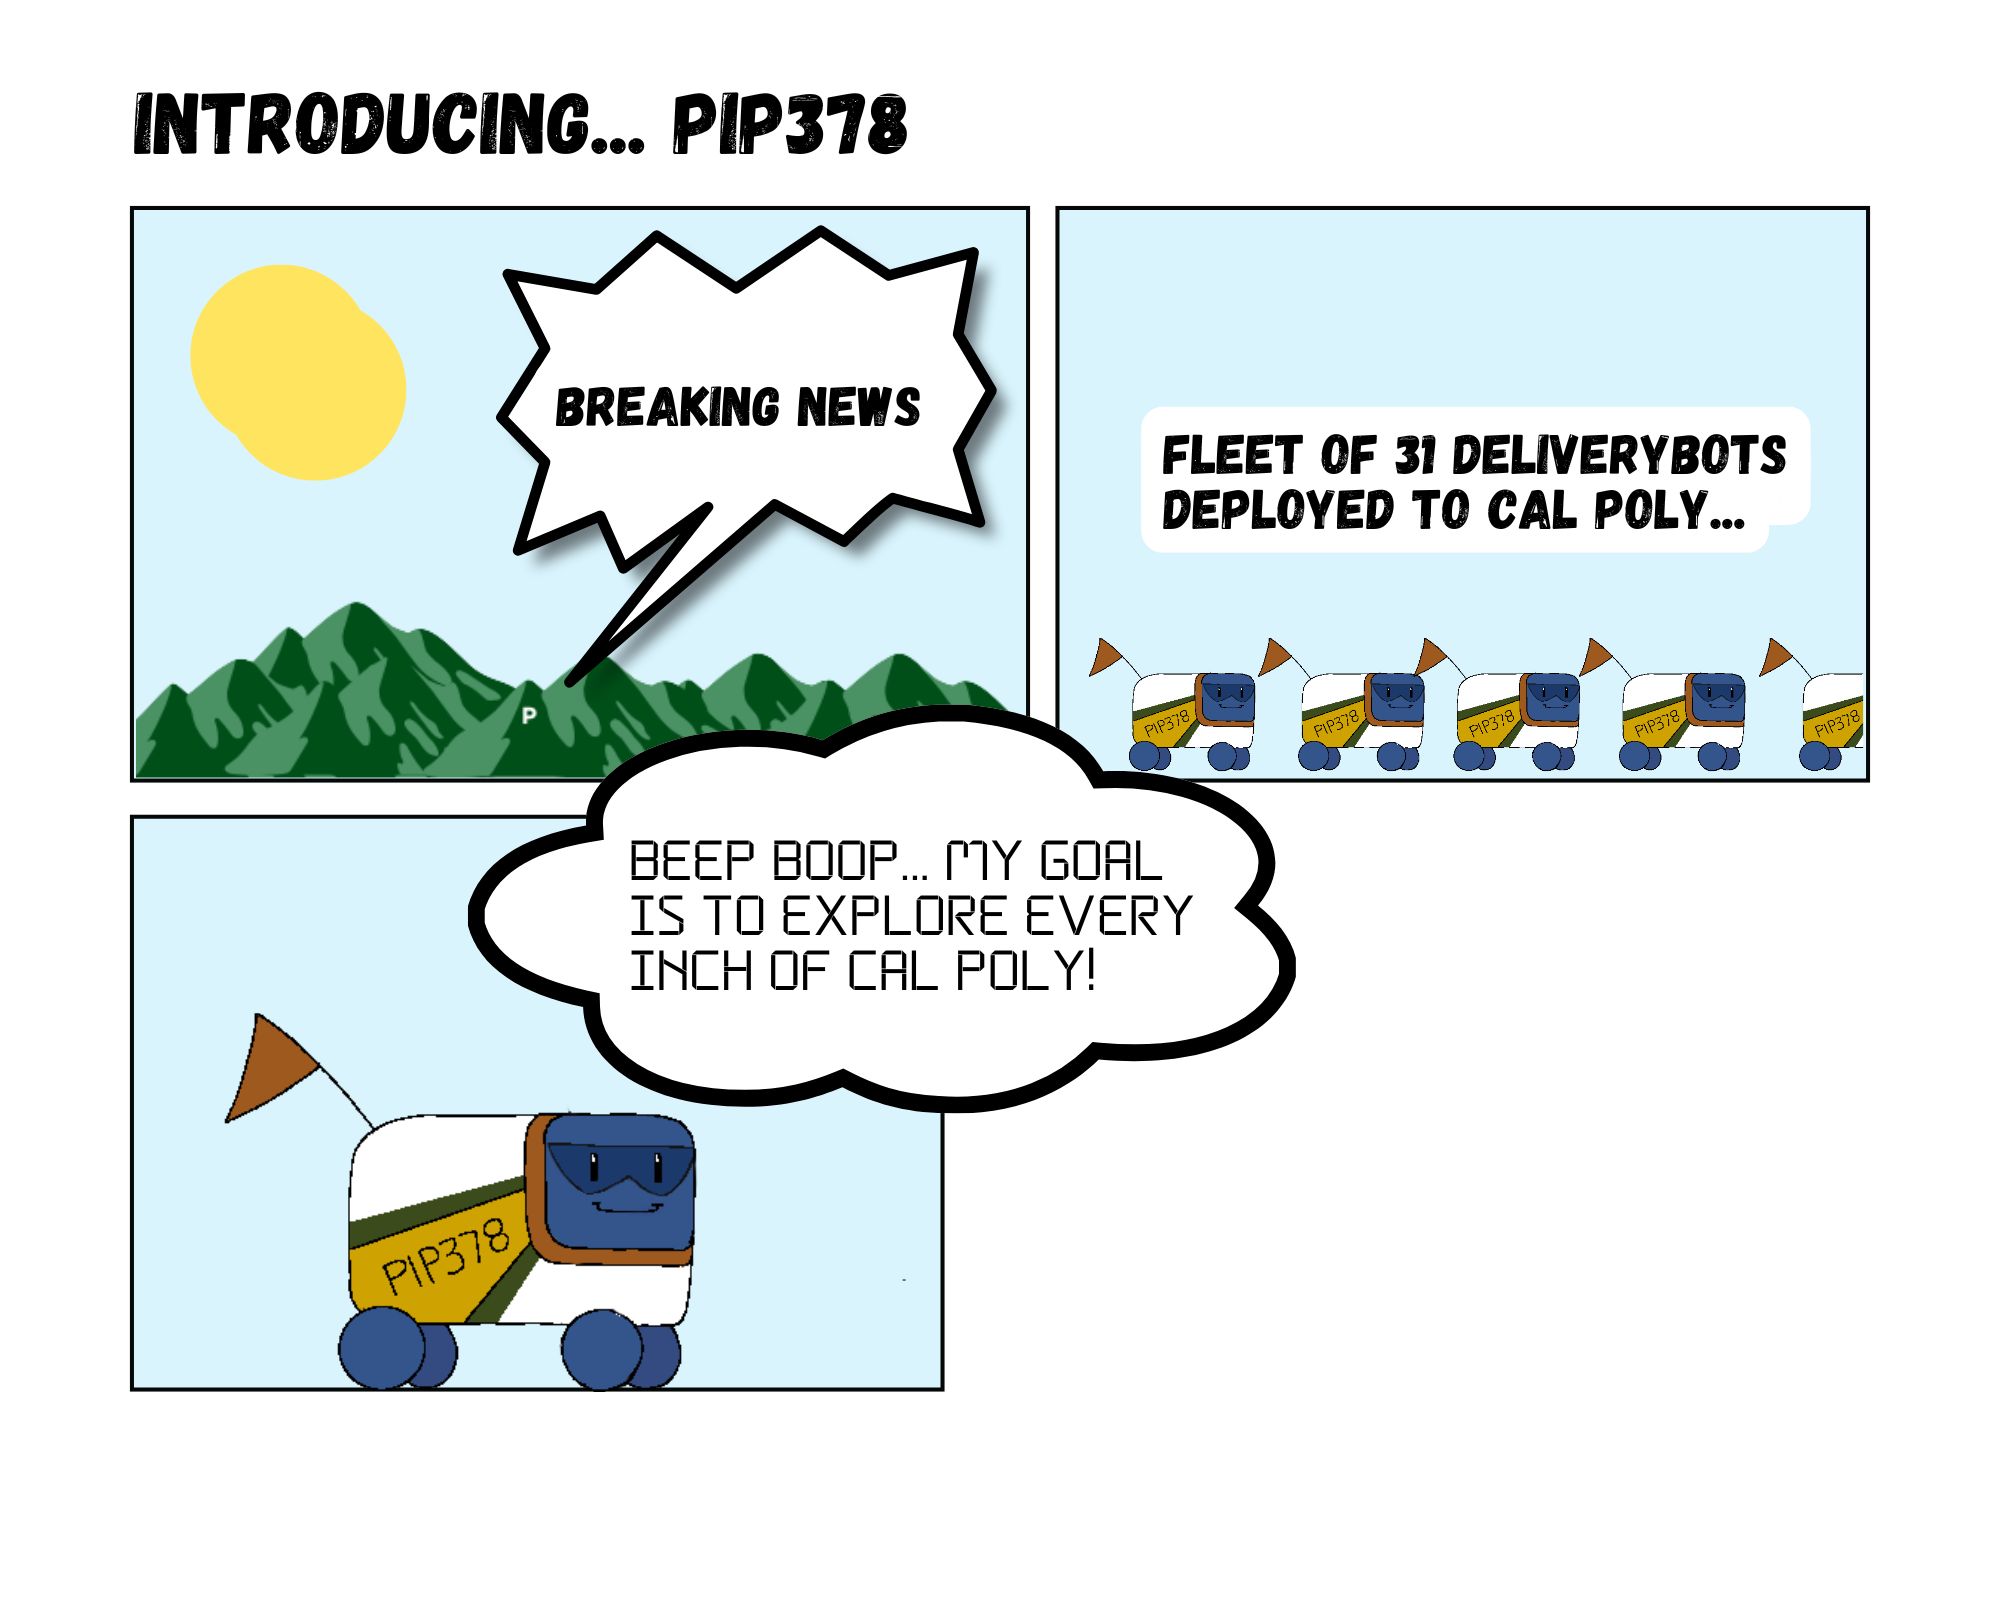 INTRODUCING... PIP378
BREAKING NEWS
P
FLEET OF 31 DELIVERYBOTS
DEPLOYED TO CAL POLY...
PIP378
PIP378
PIP378
PIP378
PIP378
BEEP BOOP... MY GOAL
IS TO EXPLORE EVERY
INCH OF CAL POLY!
PIP378